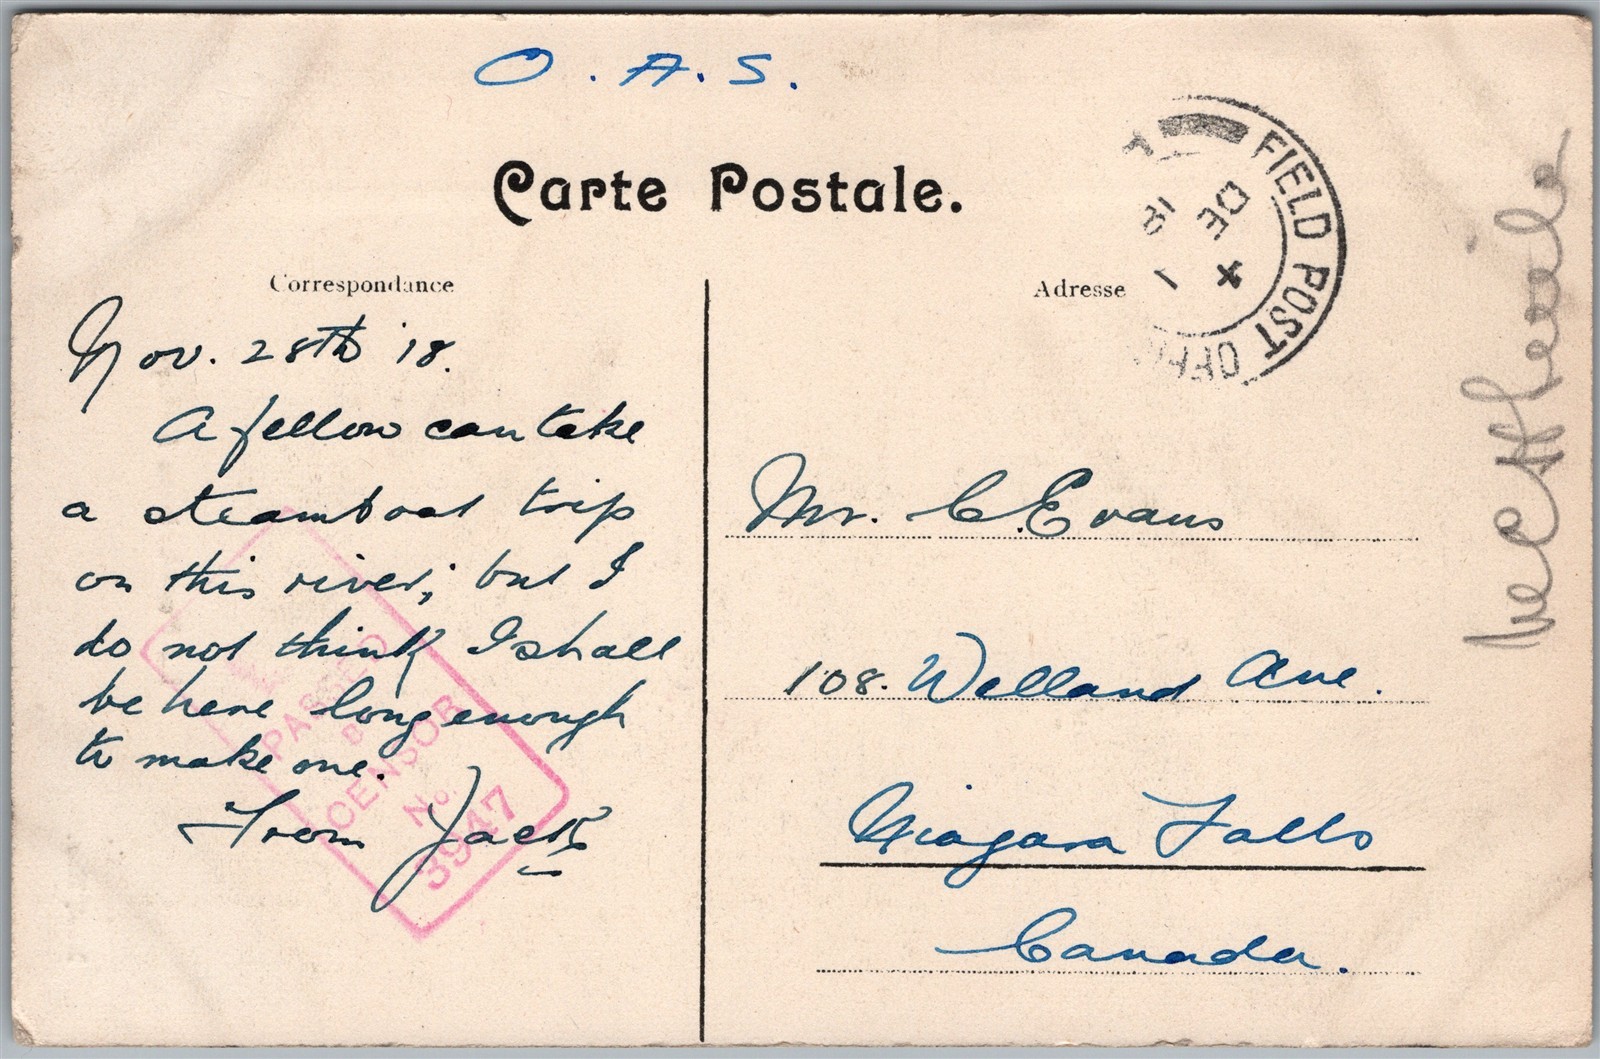 O.A.S.
Carte Postale.
Correspondance
Nov. 28th '18.
A fellow can take
a steamboat trip
on this river; but I
do not think I shall
be here long enough
to make one.
From Jack
PASSED
BY
CENSOR
No.
3947
Adresse
FIELD POST OFFI
DE
1
18
Mr. C. Evans
108. Welland Ave.
Niagara Falls
Canada.